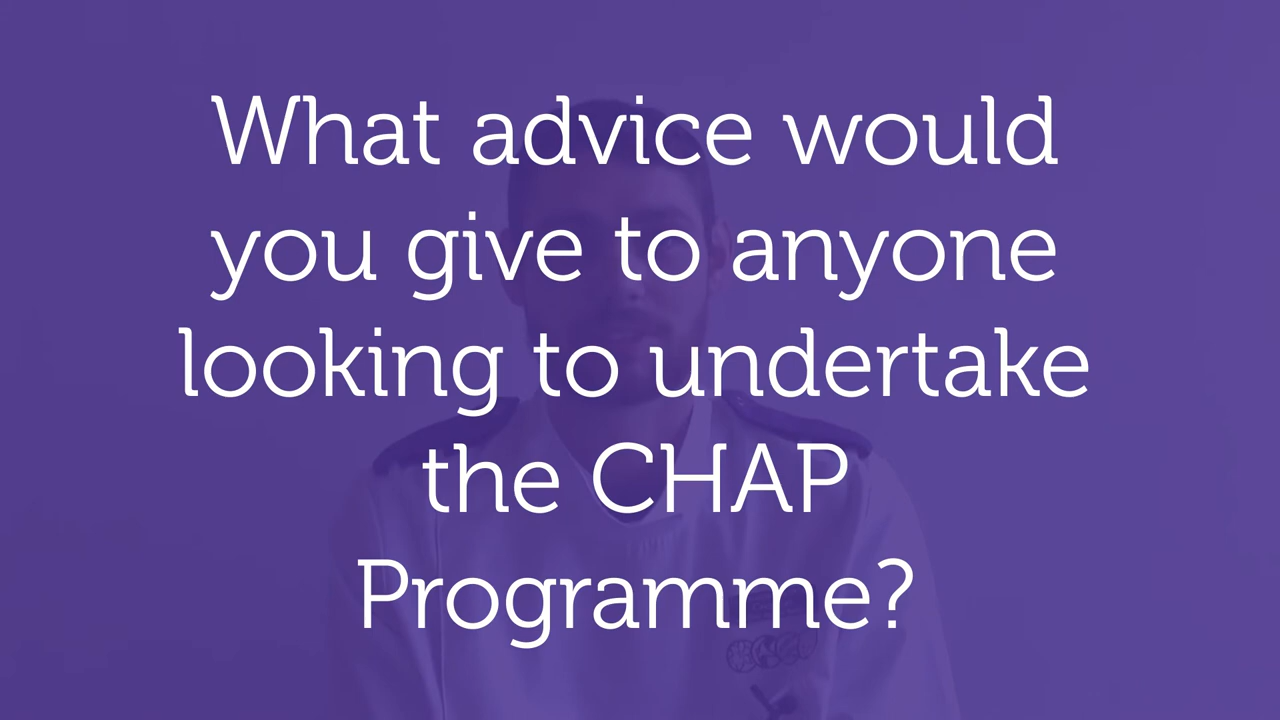 What advice would
you give to anyone
looking to undertake
the CHAP
Programme?